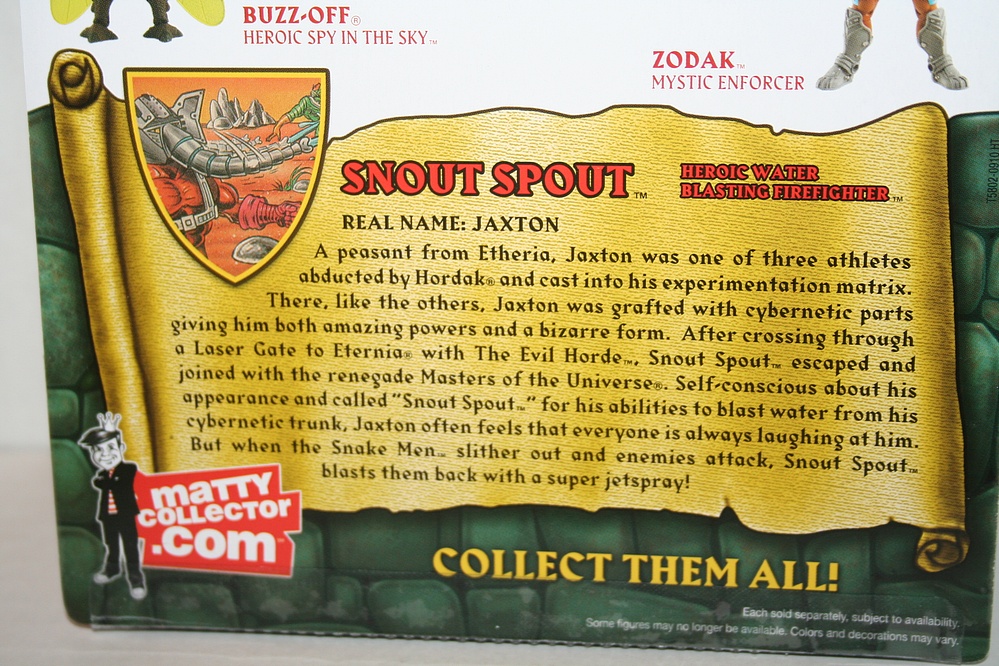 BUZZ-OFF®
HEROIC SPY IN THE SKY™
ZODAK™
MYSTIC ENFORCER
SNOUT SPOUT™
HEROIC WATER
BLASTING FIREFIGHTER™
REAL NAME: JAXTON
A peasant from Etheria, Jaxton was one of three athletes
abducted by Hordak® and cast into his experimentation matrix.
There, like the others, Jaxton was grafted with cybernetic parts
giving him both amazing powers and a bizarre form. After crossing through
a Laser Gate to Eternia® with The Evil Horde™, Snout Spout™ escaped and
joined with the renegade Masters of the Universe®. Self-conscious about his
appearance and called "Snout Spout™" for his abilities to blast water from his
cybernetic trunk, Jaxton often feels that everyone is always laughing at him.
But when the Snake Men™ slither out and enemies attack, Snout Spout™
blasts them back with a super jetspray!
maTTY
COLLECTOR
.com™
COLLECT THEM ALL!
Each sold separately, subject to availability.
Some figures may no longer be available. Colors and decorations may vary.
T5802-0910 HT